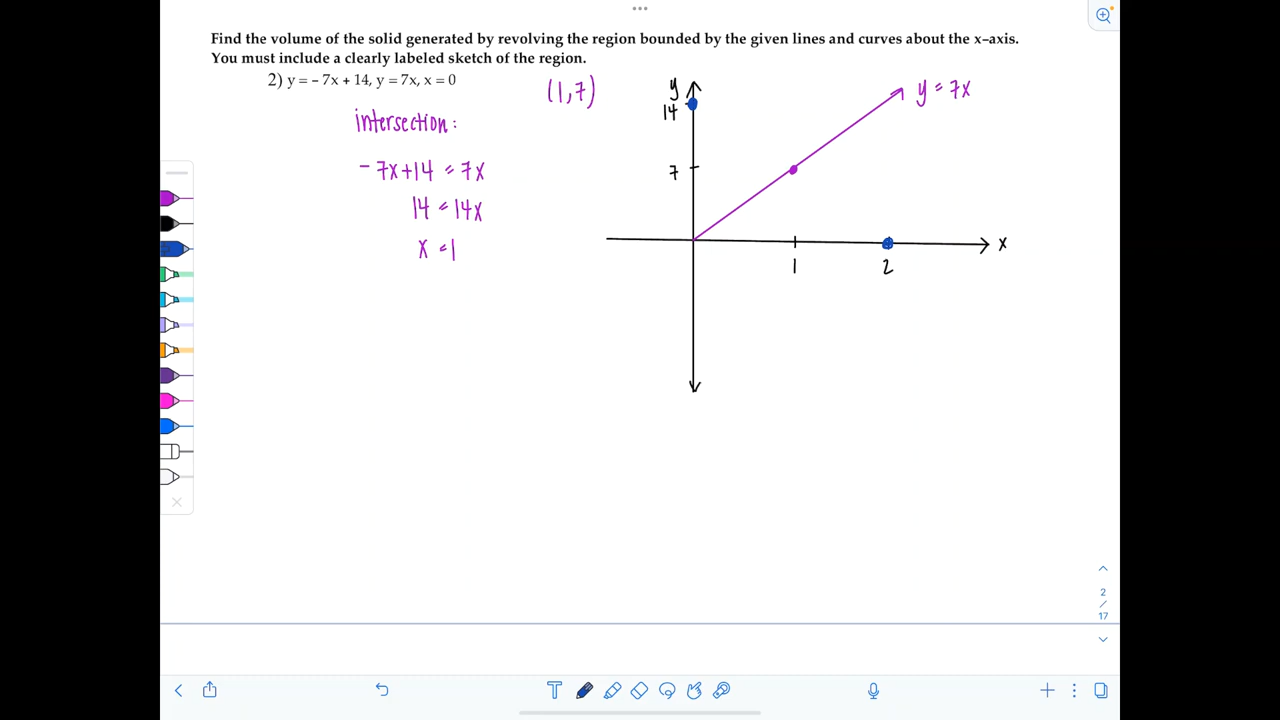 Find the volume of the solid generated by revolving the region bounded by the given lines and curves about the x–axis.
You must include a clearly labeled sketch of the region.
2) y = – 7x + 14, y = 7x, x = 0
(1,7)
intersection:
-7x+14 = 7x
14 = 14x
x = 1
y
14
7
y = 7x
x
1
2
2
/
17
T